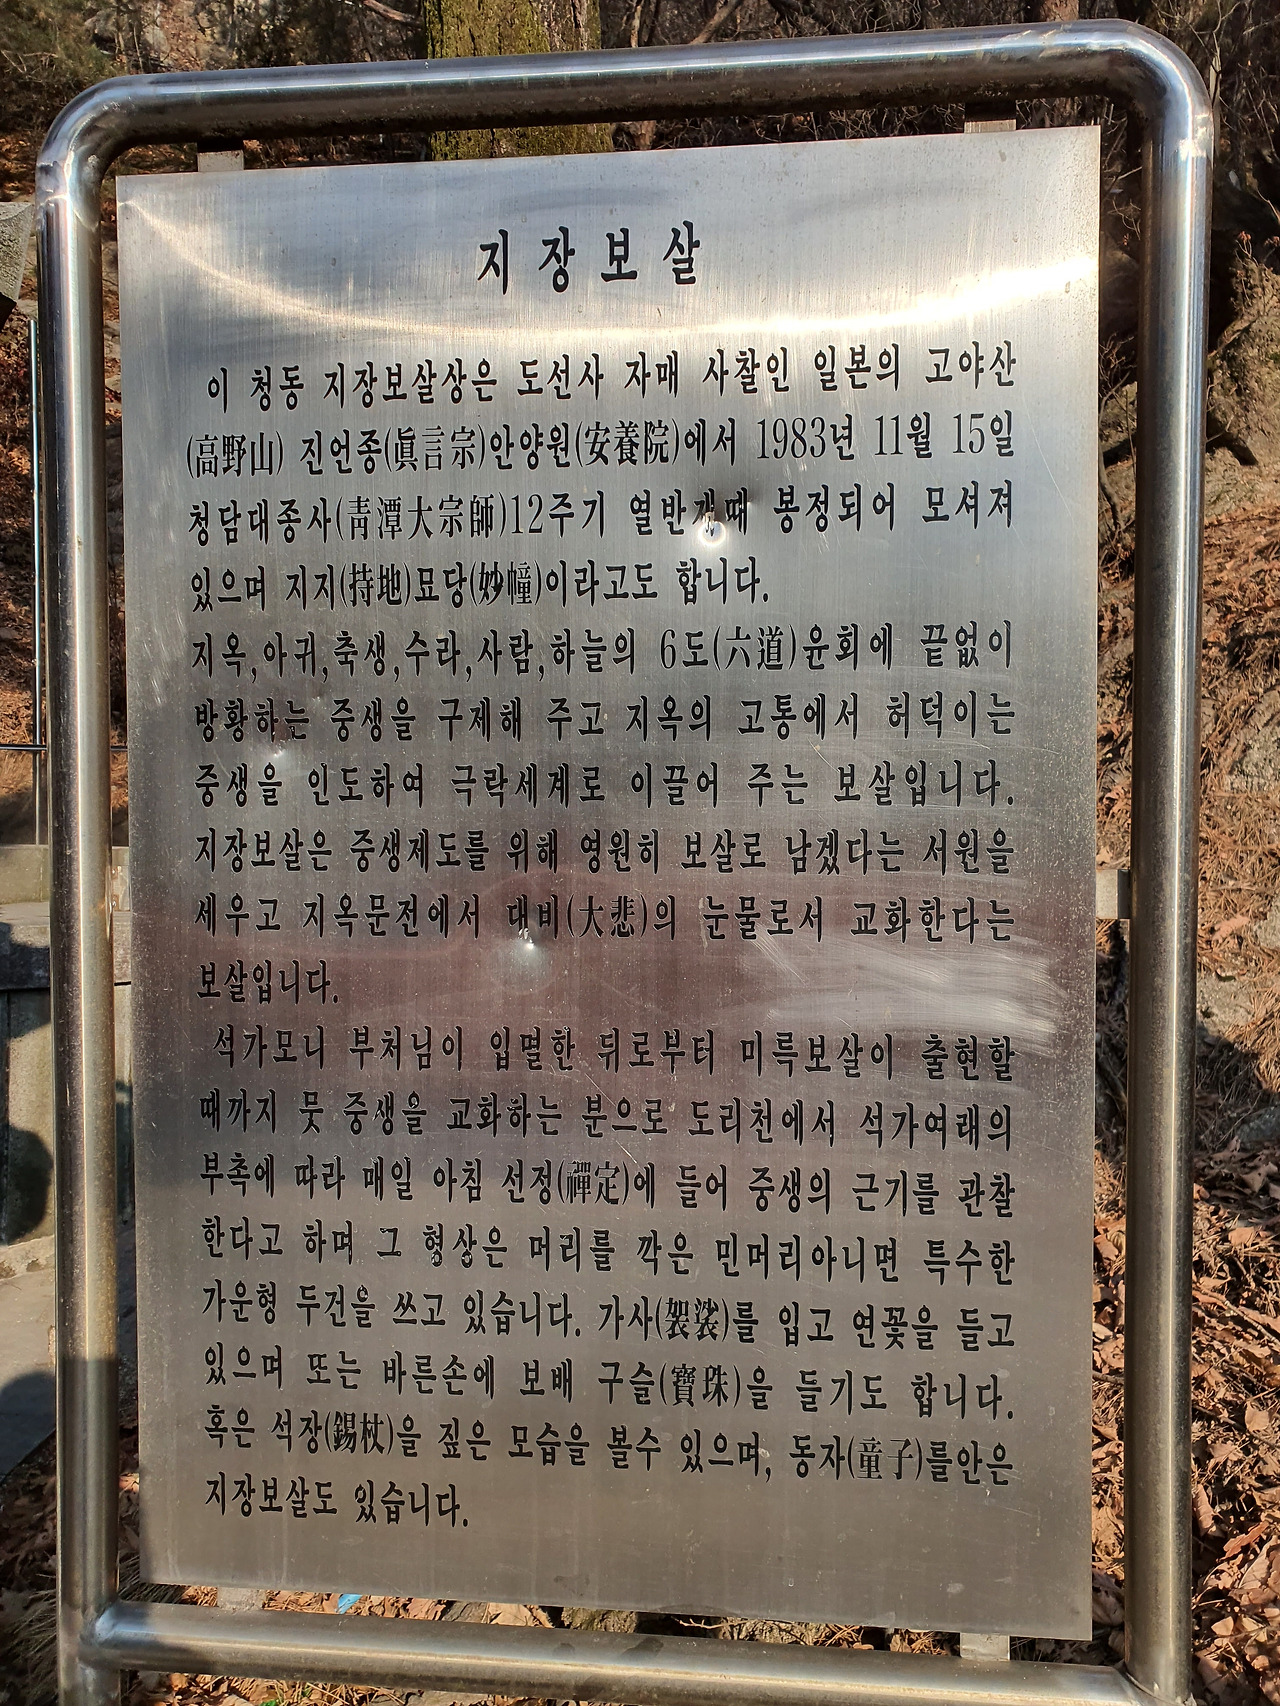 지장보살
이 청동 지장보살상은 도선사 자매 사찰인 일본의 고야산
(高野山) 진언종(眞言宗)안양원(安養院)에서 1983년 11월 15일
청담대종사(靑潭大宗師)12주기 열반재때 봉정되어 모셔져
있으며 지지(持地)묘당(妙幢)이라고도 합니다.
지옥,아귀,축생,수라,사람,하늘의 6도(六道)윤회에 끝없이
방황하는 중생을 구제해 주고 지옥의 고통에서 허덕이는
중생을 인도하여 극락세계로 이끌어 주는 보살입니다.
지장보살은 중생제도를 위해 영원히 보살로 남겠다는 서원을
세우고 지옥문전에서 대비(大悲)의 눈물로서 교화한다는
보살입니다.
석가모니 부처님이 입멸한 뒤로부터 미륵보살이 출현할
때까지 뭇 중생을 교화하는 분으로 도리천에서 석가여래의
부촉에 따라 매일 아침 선정(禪定)에 들어 중생의 근기를 관찰
한다고 하며 그 형상은 머리를 깍은 민머리아니면 특수한
가운형 두건을 쓰고 있습니다. 가사(袈裟)를 입고 연꽃을 들고
있으며 또는 바른손에 보배 구슬(寶珠)을 들기도 합니다.
혹은 석장(錫杖)을 짚은 모습을 볼수 있으며, 동자(童子)를안은
지장보살도 있습니다.